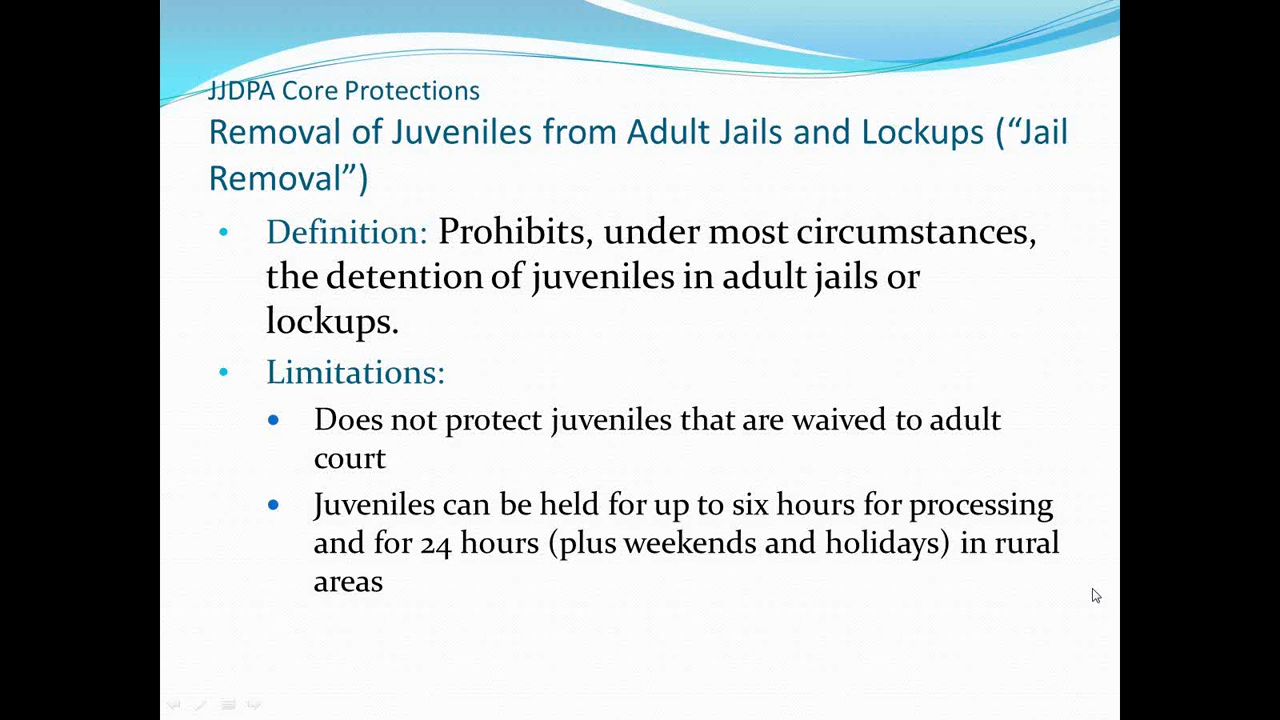 JJDPA Core Protections
Removal of Juveniles from Adult Jails and Lockups (“Jail
Removal”)
• Definition: Prohibits, under most circumstances,
the detention of juveniles in adult jails or
lockups.
• Limitations:
• Does not protect juveniles that are waived to adult
court
• Juveniles can be held for up to six hours for processing
and for 24 hours (plus weekends and holidays) in rural
areas